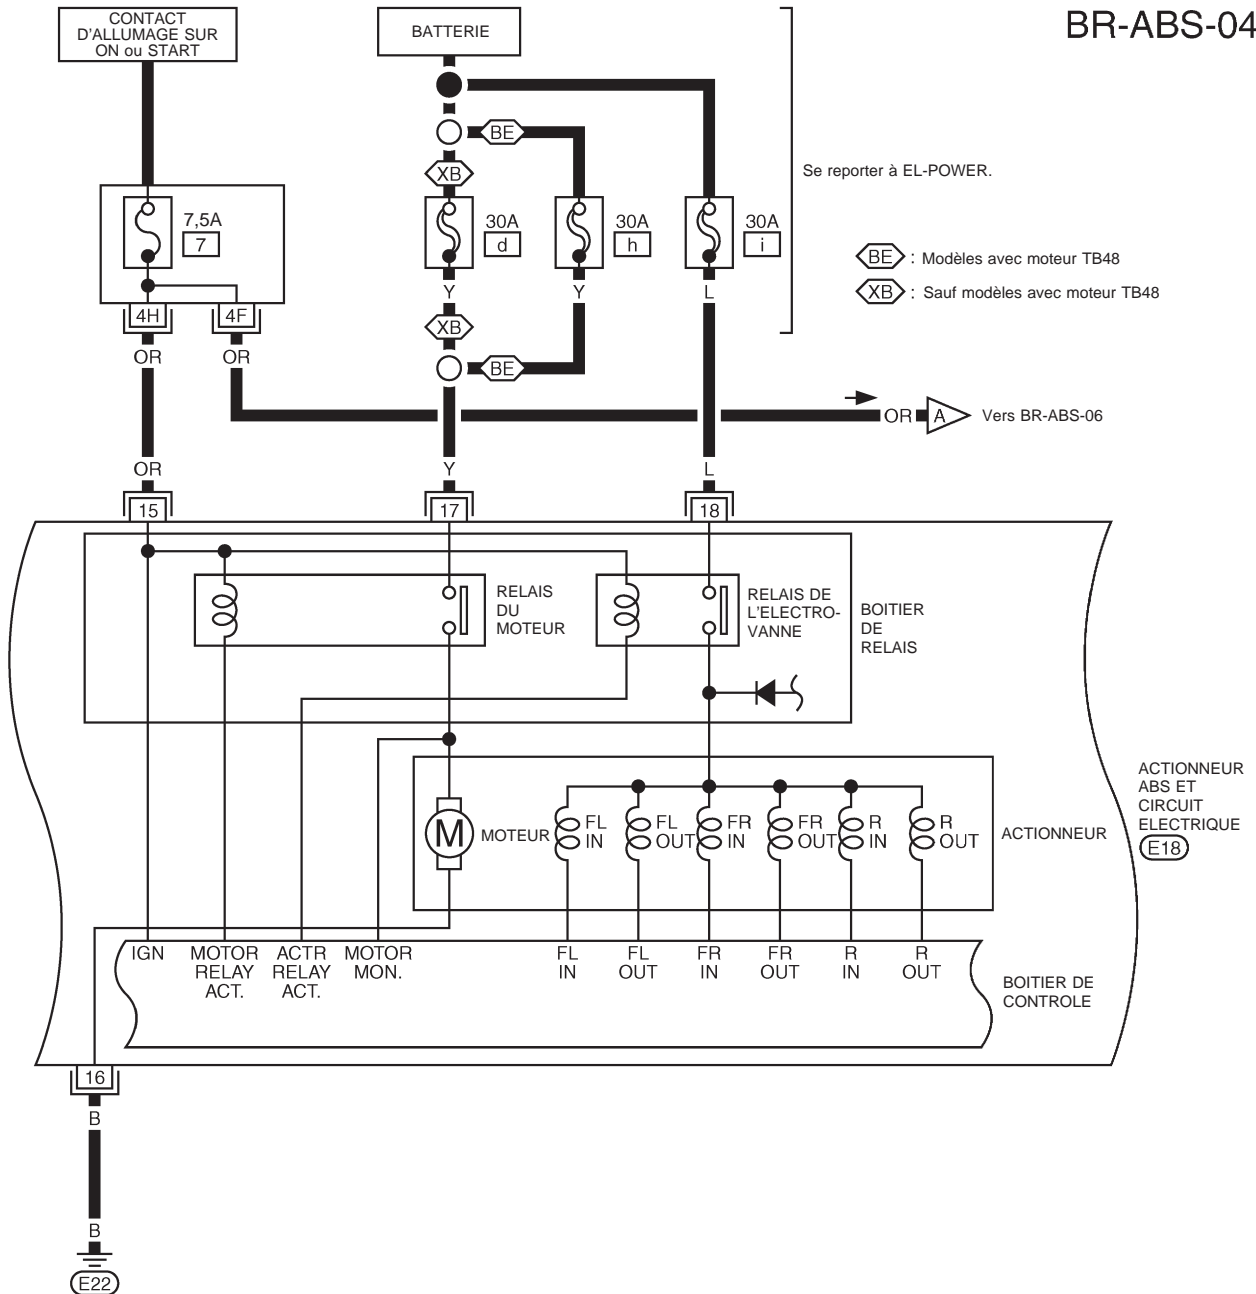 BR-ABS-04
CONTACT
D'ALLUMAGE SUR
ON ou START
BATTERIE
BE
XB
Se reporter à EL-POWER.
7,5A
7
30A
d
30A
h
30A
i
BE : Modèles avec moteur TB48
XB : Sauf modèles avec moteur TB48
Y
Y
L
4H
4F
XB
OR
OR
BE
OR
A
Vers BR-ABS-06
OR
Y
L
15
17
18
RELAIS
DU
MOTEUR
RELAIS DE
L'ELECTRO-
VANNE
BOITIER
DE
RELAIS
ACTIONNEUR
ABS ET
CIRCUIT
ELECTRIQUE
E18
M
MOTEUR
FL
IN
FL
OUT
FR
IN
FR
OUT
R
IN
R
OUT
ACTIONNEUR
IGN
MOTOR
RELAY
ACT.
ACTR
RELAY
ACT.
MOTOR
MON.
FL
IN
FL
OUT
FR
IN
FR
OUT
R
IN
R
OUT
BOITIER DE
CONTROLE
16
B
B
E22